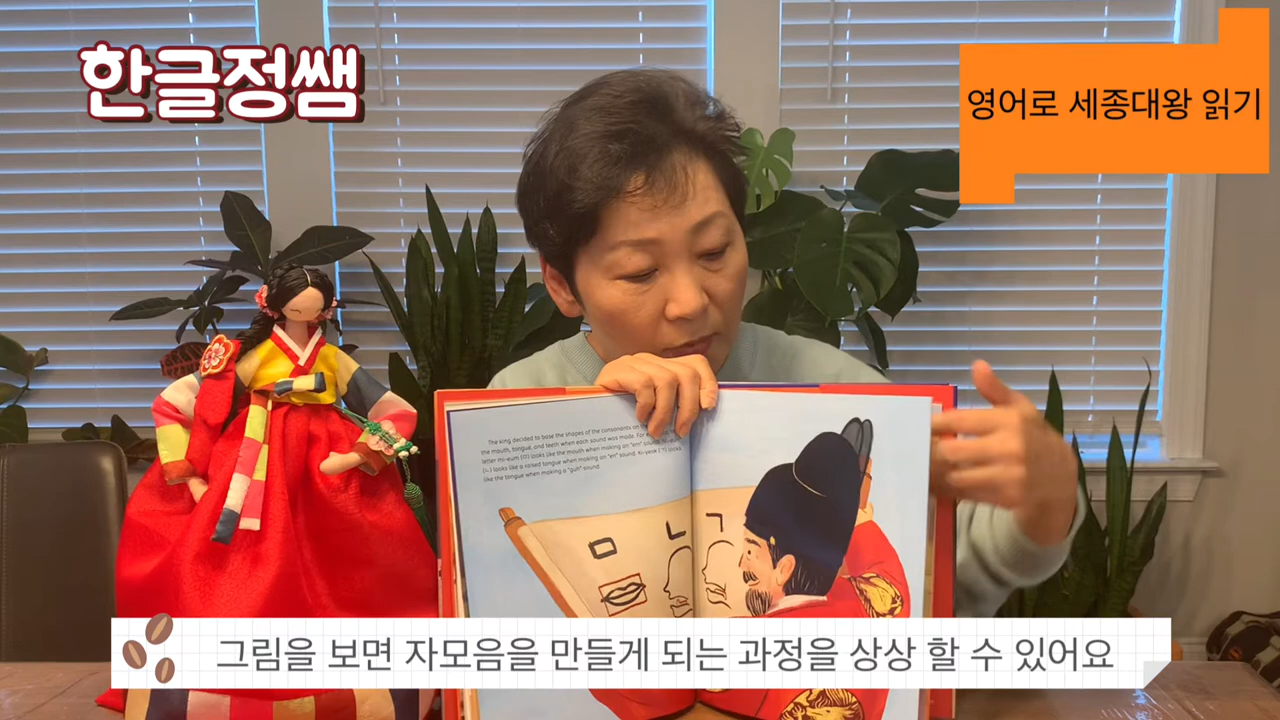 한글정쌤
영어로 세종대왕 읽기
The king decided to base the shapes of the consonants on
the mouth, tongue, and teeth when each sound was made. For
letter mi-eum (ㅁ) looks like the mouth when making an "em" sound.
(ㄴ) looks like a raised tongue when making an "en" sound. Ki-yeok (ㄱ) looks
like the tongue when making a "guh" sound.
ㅁ ㄴ ㄱ
그림을 보면 자모음을 만들게 되는 과정을 상상 할 수 있어요